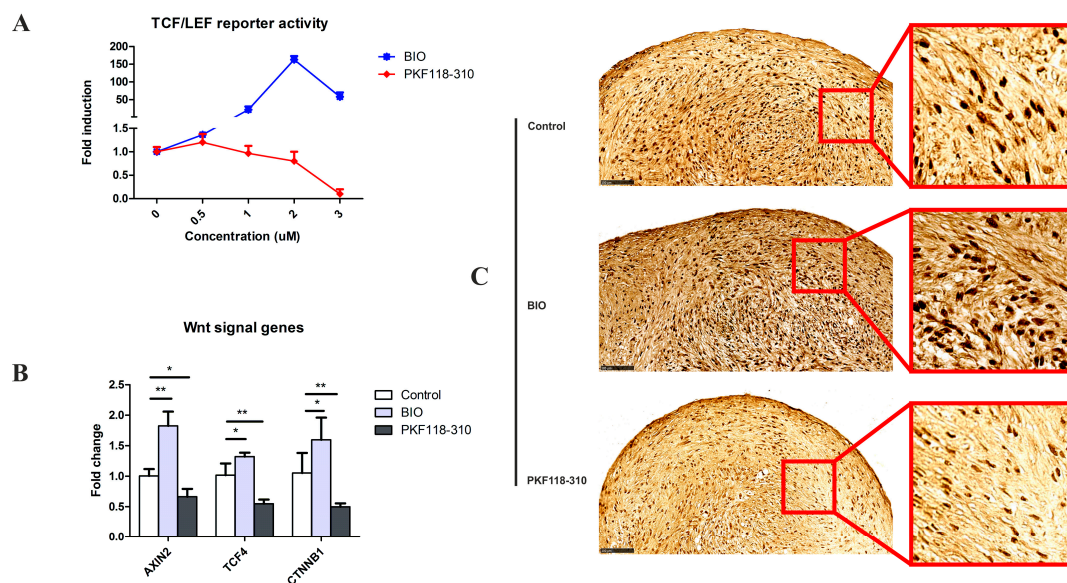 A
TCF/LEF reporter activity
Fold induction
200
150
100
50
1.5
1.0
0.5
0.0
0
0.5
1
2
3
Concentration (uM)
BIO
PKF118-310
B
Wnt signal genes
Fold change
2.5
2.0
1.5
1.0
0.5
0.0
*
**
**
*
**
*
AXIN2
TCF4
CTNNB1
Control
BIO
PKF118-310
C
Control
BIO
PKF118-310